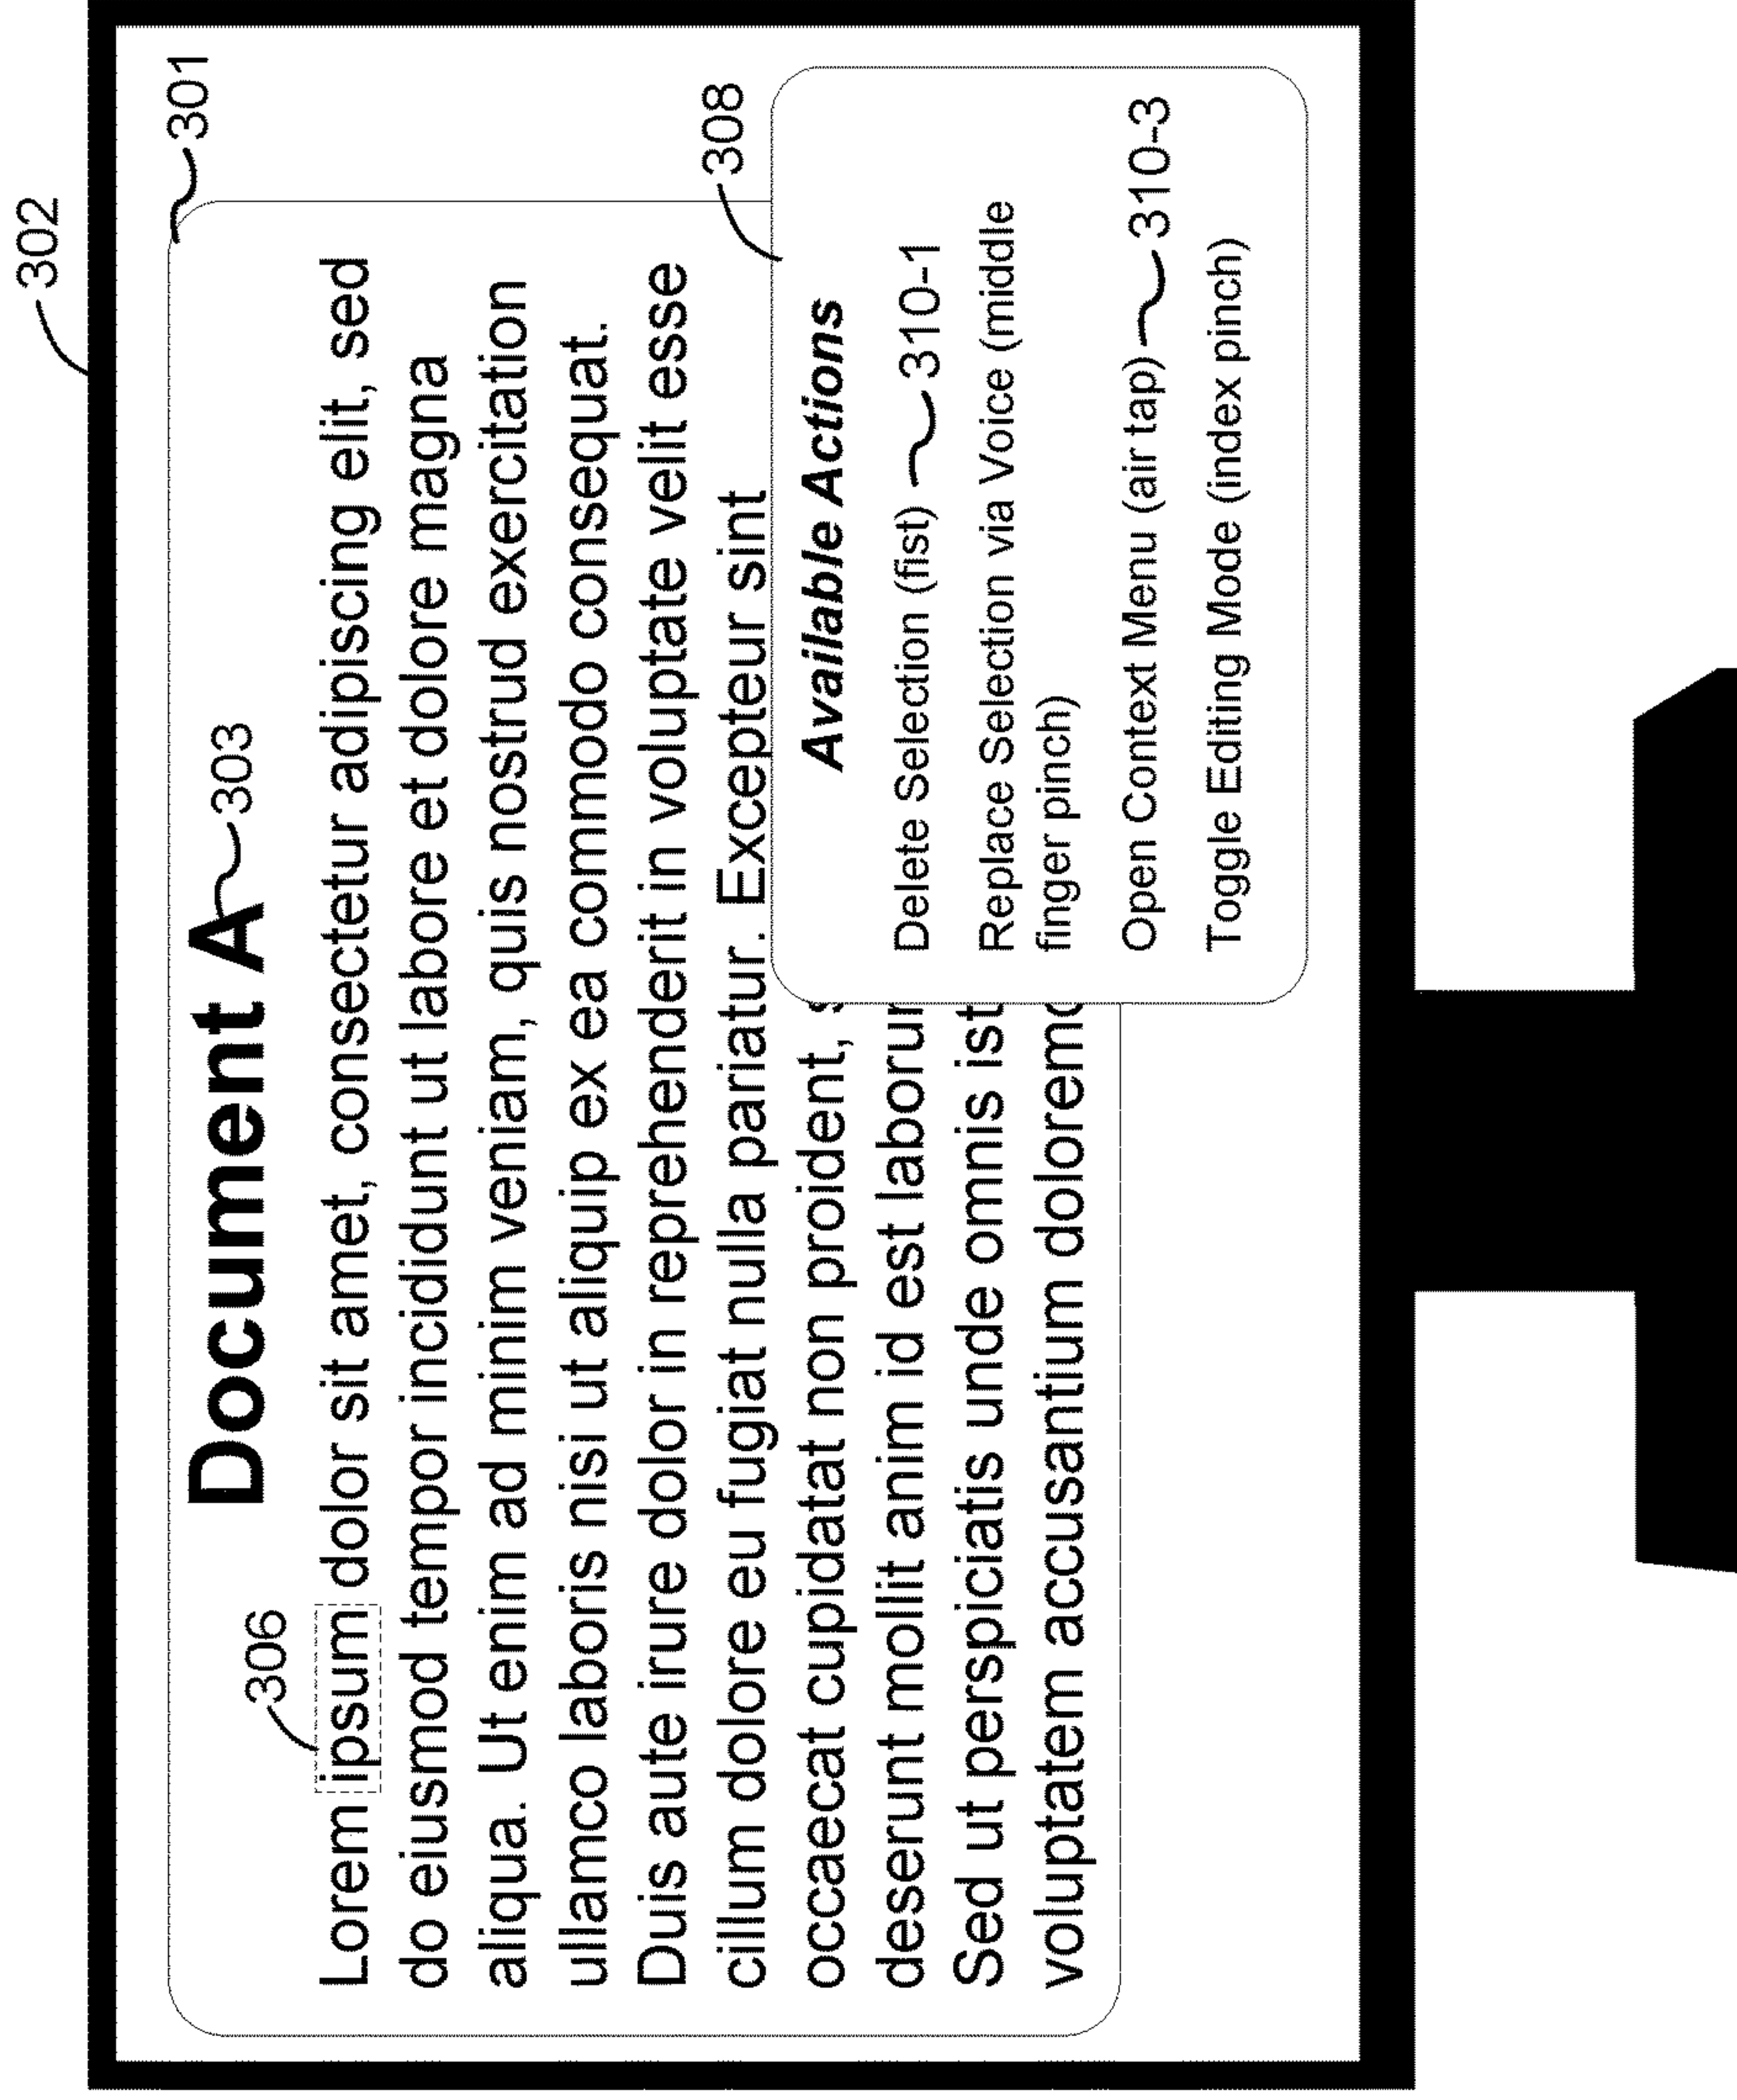 302
301
Document A
303
306
Lorem ipsum dolor sit amet, consectetur adipiscing elit, sed
do eiusmod tempor incididunt ut labore et dolore magna
aliqua. Ut enim ad minim veniam, quis nostrud exercitation
ullamco laboris nisi ut aliquip ex ea commodo consequat.
Duis aute irure dolor in reprehenderit in voluptate velit esse
cillum dolore eu fugiat nulla pariatur. Excepteur sint
occaecat cupidatat non proident, s
deserunt mollit anim id est laborur
Sed ut perspiciatis unde omnis ist
voluptatem accusantium doloremo
308
Available Actions
Delete Selection (fist) 310-1
Replace Selection via Voice (middle
finger pinch)
Open Context Menu (air tap) 310-3
Toggle Editing Mode (index pinch)